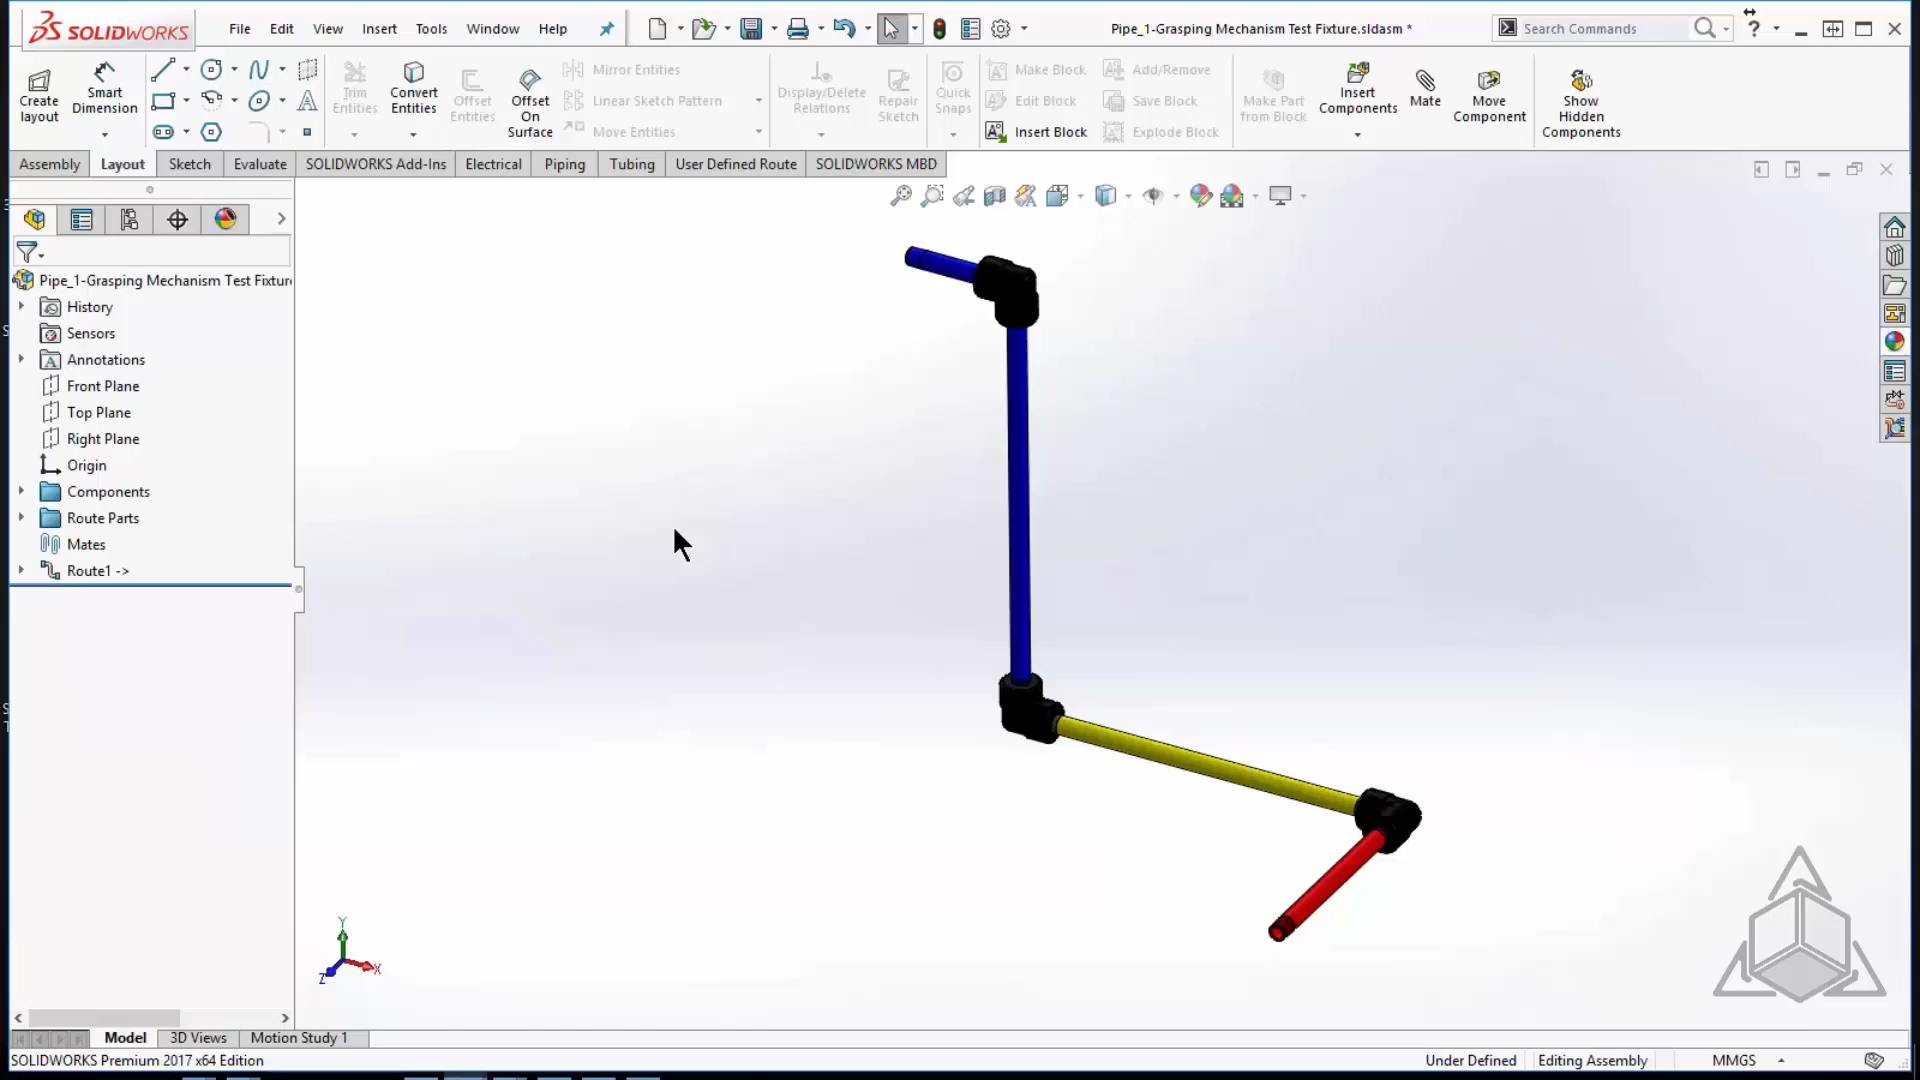 SOLIDWORKS File Edit View Insert Tools Window Help Pipe_1-Grasping Mechanism Test Fixture.sldasm * Search Commands ?
Create layout
Smart Dimension
Trim Entities
Convert Entities
Offset Entities
Offset On Surface
Mirror Entities
Linear Sketch Pattern
Move Entities
Display/Delete Relations
Repair Sketch
Quick Snaps
Make Block
Edit Block
Insert Block
Add/Remove
Save Block
Explode Block
Make Part from Block
Insert Components
Mate
Move Component
Show Hidden Components
Assembly Layout Sketch Evaluate SOLIDWORKS Add-Ins Electrical Piping Tubing User Defined Route SOLIDWORKS MBD
Pipe_1-Grasping Mechanism Test Fixture
History
Sensors
Annotations
Front Plane
Top Plane
Right Plane
Origin
Components
Route Parts
Mates
Route1 ->
Y
Z X
Model 3D Views Motion Study 1
SOLIDWORKS Premium 2017 x64 Edition Under Defined Editing Assembly MMGS